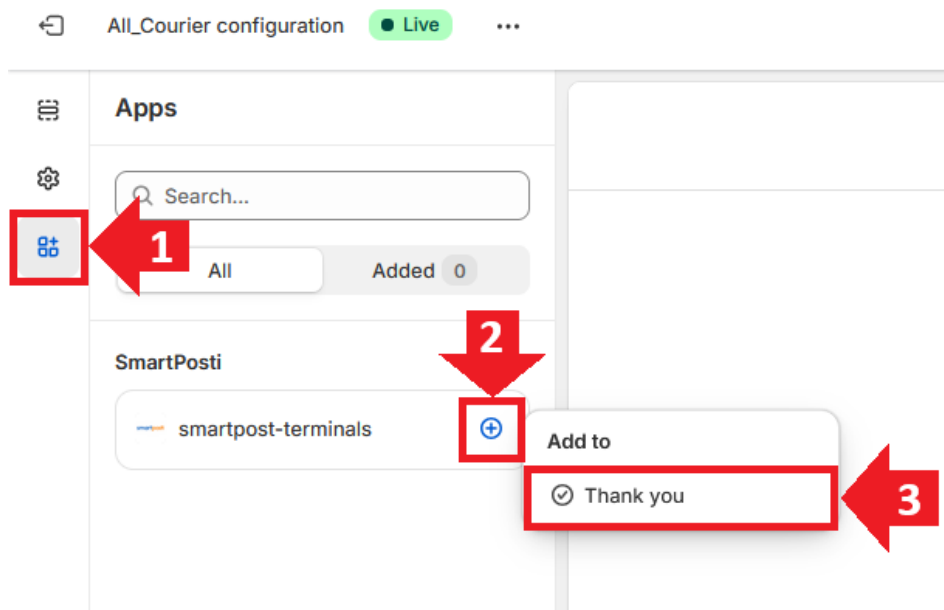 All_Courier configuration
Live
Apps
Search...
1
All
Added 0
2
SmartPosti
smartpost-terminals
Add to
Thank you
3